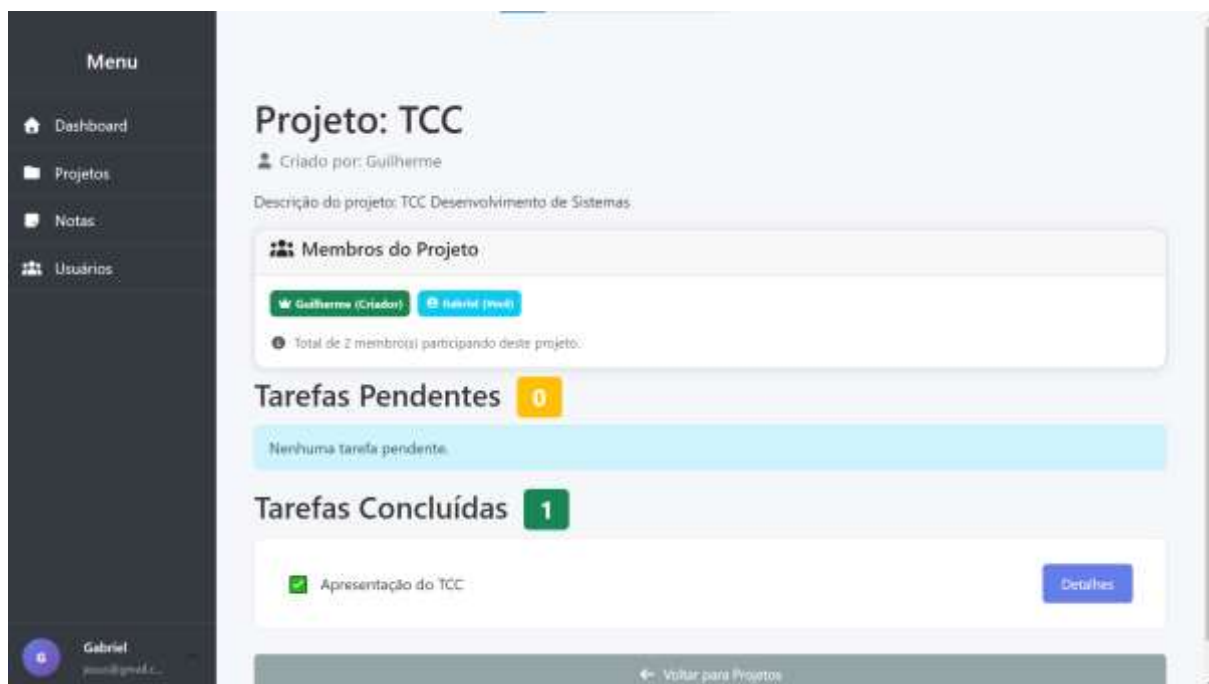 Menu
Dashboard
Projetos
Notas
Usuários
Projeto: TCC
Criado por: Guilherme
Descrição do projeto: TCC Desenvolvimento de Sistemas
Membros do Projeto
Guilherme (Criador) Gabriel (Você)
Total de 2 membro(s) participando deste projeto.
Tarefas Pendentes 0
Nenhuma tarefa pendente.
Tarefas Concluídas 1
Apresentação do TCC
Detalhes
Voltar para Projetos
G
Gabriel